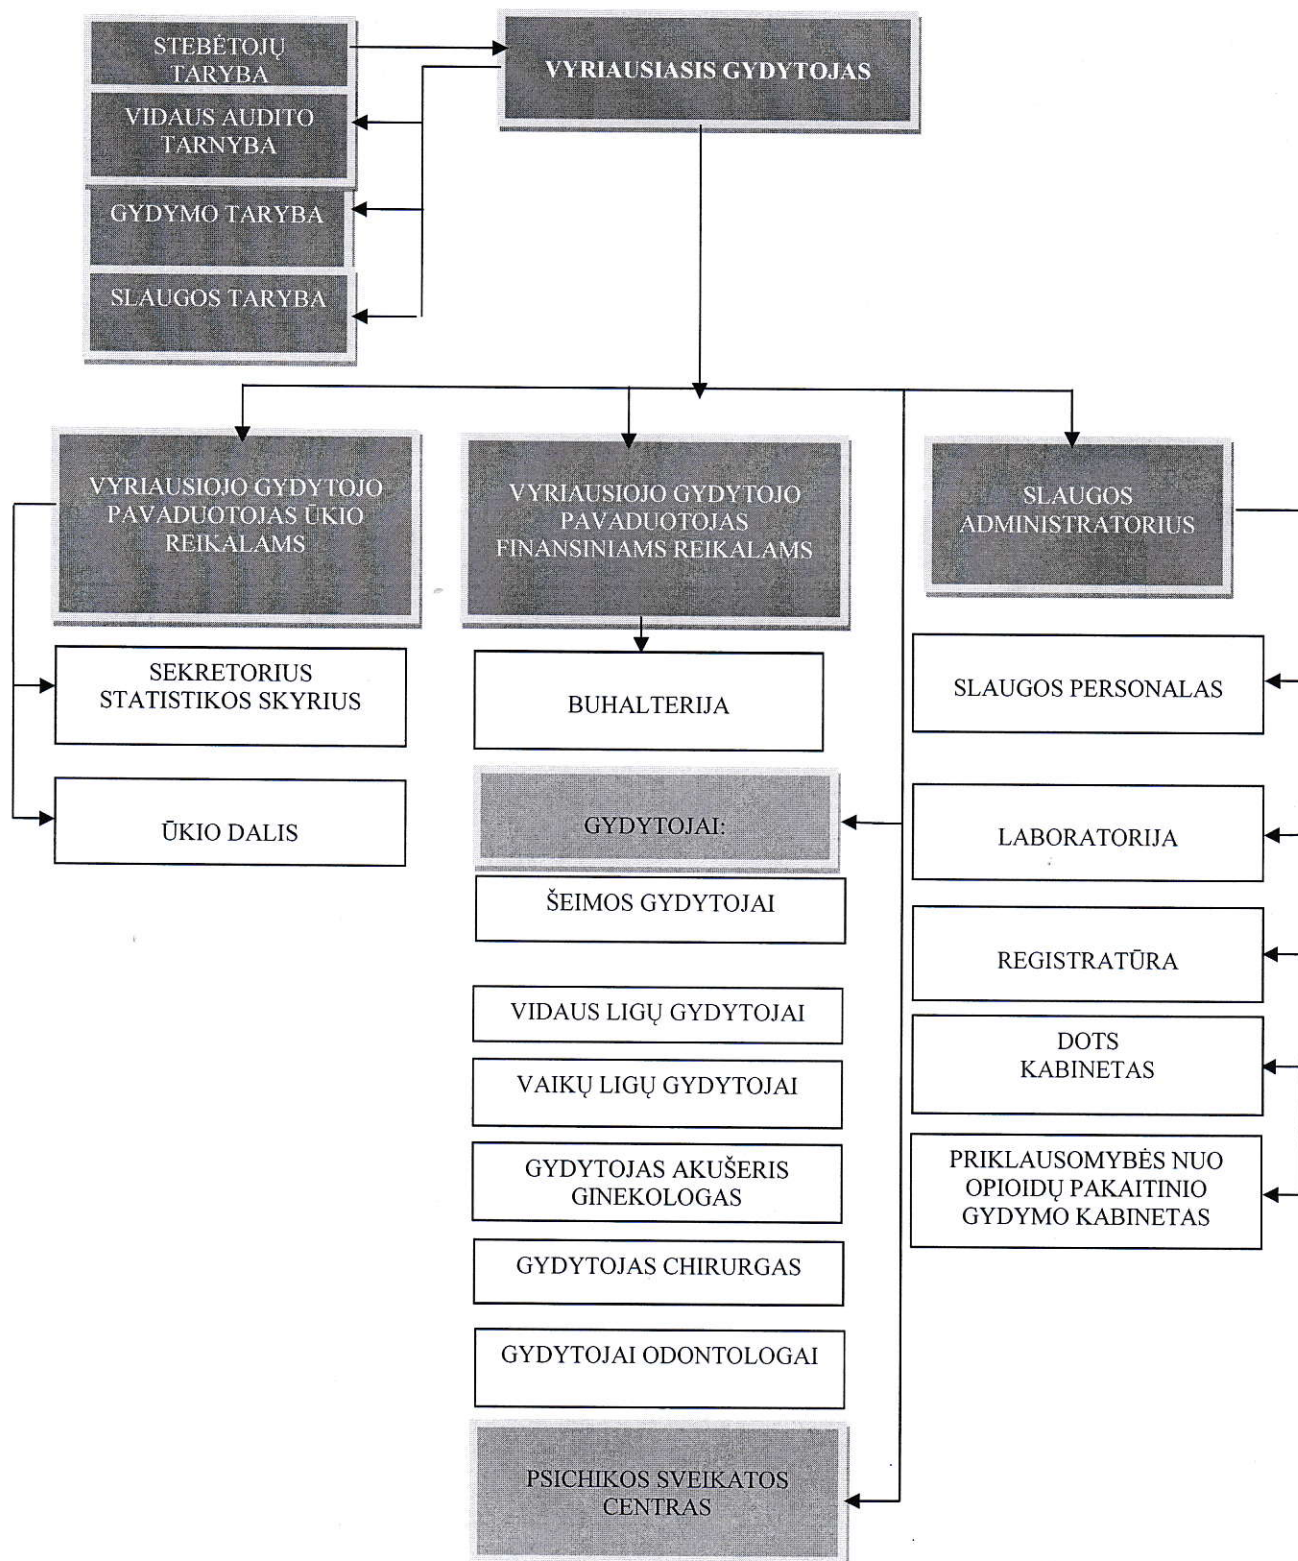 STEBĖTOJŲ
TARYBA
VYRIAUSIASIS GYDYTOJAS
VIDAUS AUDITO
TARNYBA
GYDYMO TARYBA
SLAUGOS TARYBA
VYRIAUSIOJO GYDYTOJO
PAVADUOTOJAS ŪKIO
REIKALAMS
VYRIAUSIOJO GYDYTOJO
PAVADUOTOJAS
FINANSINIAMS REIKALAMS
SLAUGOS
ADMINISTRATORIUS
SEKRETORIUS
STATISTIKOS SKYRIUS
BUHALTERIJA
SLAUGOS PERSONALAS
ŪKIO DALIS
GYDYTOJAI:
LABORATORIJA
ŠEIMOS GYDYTOJAI
REGISTRATŪRA
VIDAUS LIGŲ GYDYTOJAI
DOTS
KABINETAS
VAIKŲ LIGŲ GYDYTOJAI
GYDYTOJAS AKUŠERIS
GINEKOLOGAS
PRIKLAUSOMYBĖS NUO
OPIOIDŲ PAKAITINIO
GYDYMO KABINETAS
GYDYTOJAS CHIRURGAS
GYDYTOJAI ODONTOLOGAI
PSICHIKOS SVEIKATOS
CENTRAS